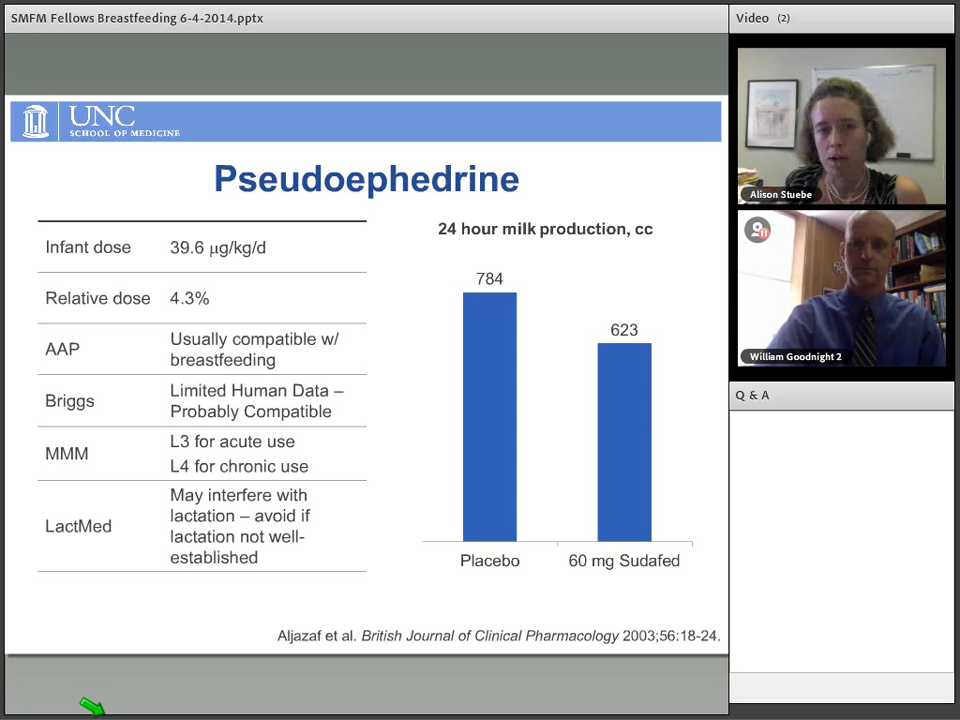 SMFM Fellows Breastfeeding 6-4-2014.pptx
Video (2)
UNC
SCHOOL OF MEDICINE
Pseudoephedrine
Infant dose 39.6 µg/kg/d
Relative dose 4.3%
AAP Usually compatible w/
breastfeeding
Briggs Limited Human Data –
Probably Compatible
MMM L3 for acute use
L4 for chronic use
LactMed May interfere with
lactation – avoid if
lactation not well-
established
24 hour milk production, cc
784
623
Placebo 60 mg Sudafed
Aljazaf et al. British Journal of Clinical Pharmacology 2003;56:18-24.
Alison Stuebe
William Goodnight 2
Q & A